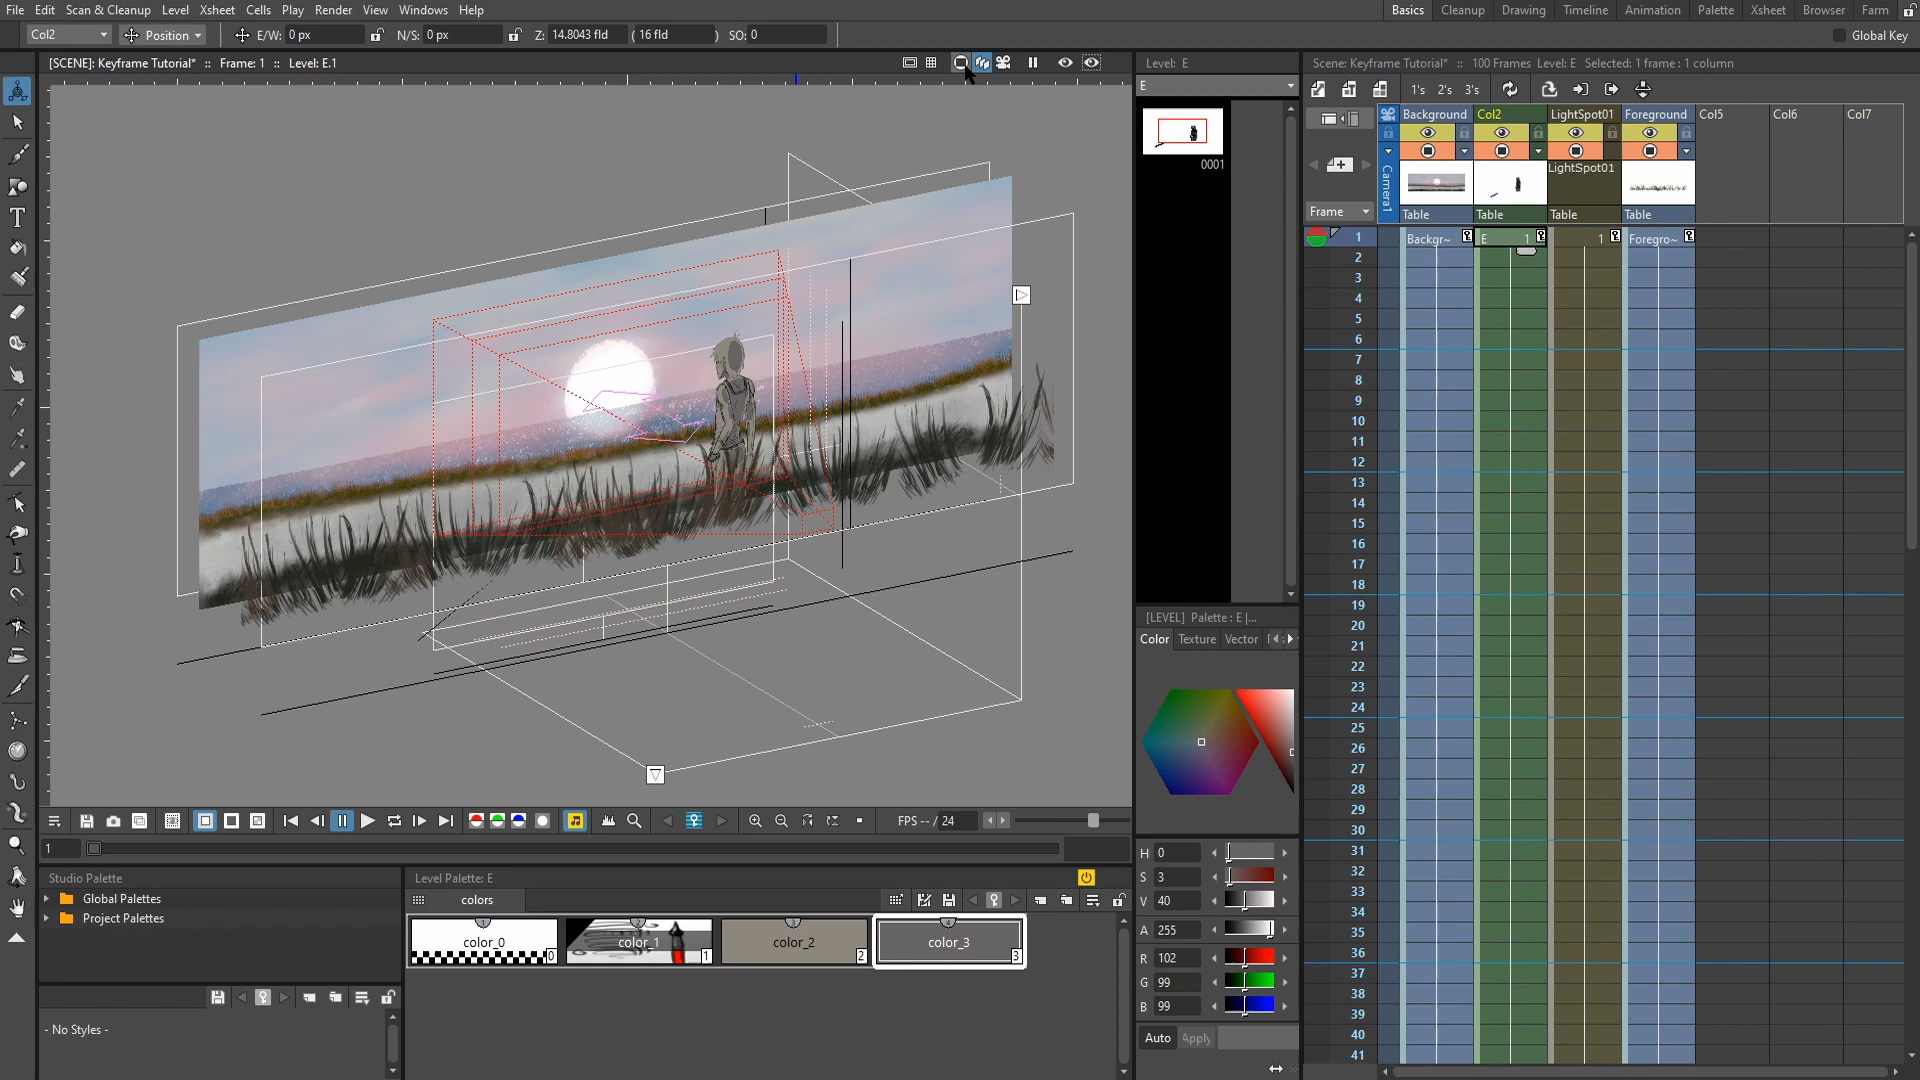 File Edit Scan & Cleanup Level Xsheet Cells Play Render View Windows Help
Basics Cleanup Drawing Timeline Animation Palette Xsheet Browser Farm
Col2 Position E/W: 0 px N/S: 0 px Z: 14.8043 fld ( 16 fld ) SO: 0
Global Key
[SCENE]: Keyframe Tutorial* :: Frame: 1 :: Level: E.1
Level: E
E
0001
Scene: Keyframe Tutorial* :: 100 Frames Level: E Selected: 1 frame : 1 column
1's 2's 3's
Background Col2 LightSpot01 Foreground Col5 Col6 Col7
Camera1
LightSpot01
Frame
Table Table Table Table
1 Backgr~ E 1 1 Foregro~
2
3
4
5
6
7
8
9
10
11
12
13
14
15
16
17
18
19
20
21
22
23
24
25
26
27
28
29
30
31
32
33
34
35
36
37
38
39
40
41
[LEVEL] Palette : E |...
Color Texture Vector
H 0
S 3
V 40
A 255
R 102
G 99
B 99
Auto Apply
FPS -- / 24
1
Studio Palette
Global Palettes
Project Palettes
- No Styles -
Level Palette: E
colors
1 2 3 4
color_0 color_1 color_2 color_3
0 1 2 3